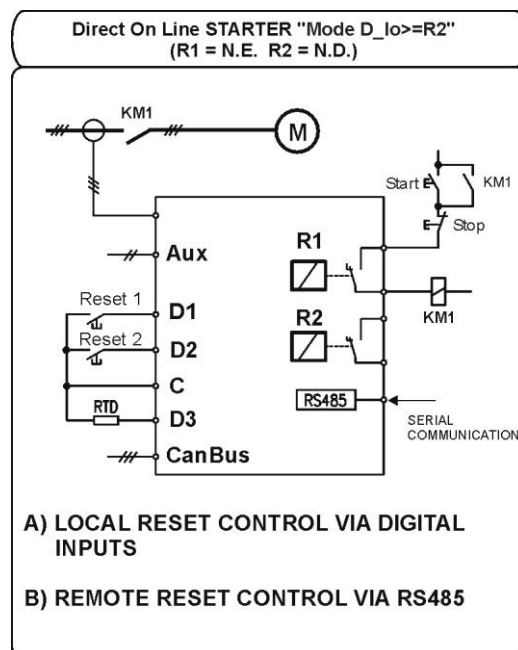 Direct On Line STARTER "Mode D_Io>=R2"
(R1 = N.E. R2 = N.D.)
KM1
M
Start
KM1
Stop
Aux
R1
Reset 1
D1
KM1
Reset 2
D2
R2
C
RTD
D3
RS485
SERIAL
COMMUNICATION
CanBus
A) LOCAL RESET CONTROL VIA DIGITAL
INPUTS
B) REMOTE RESET CONTROL VIA RS485